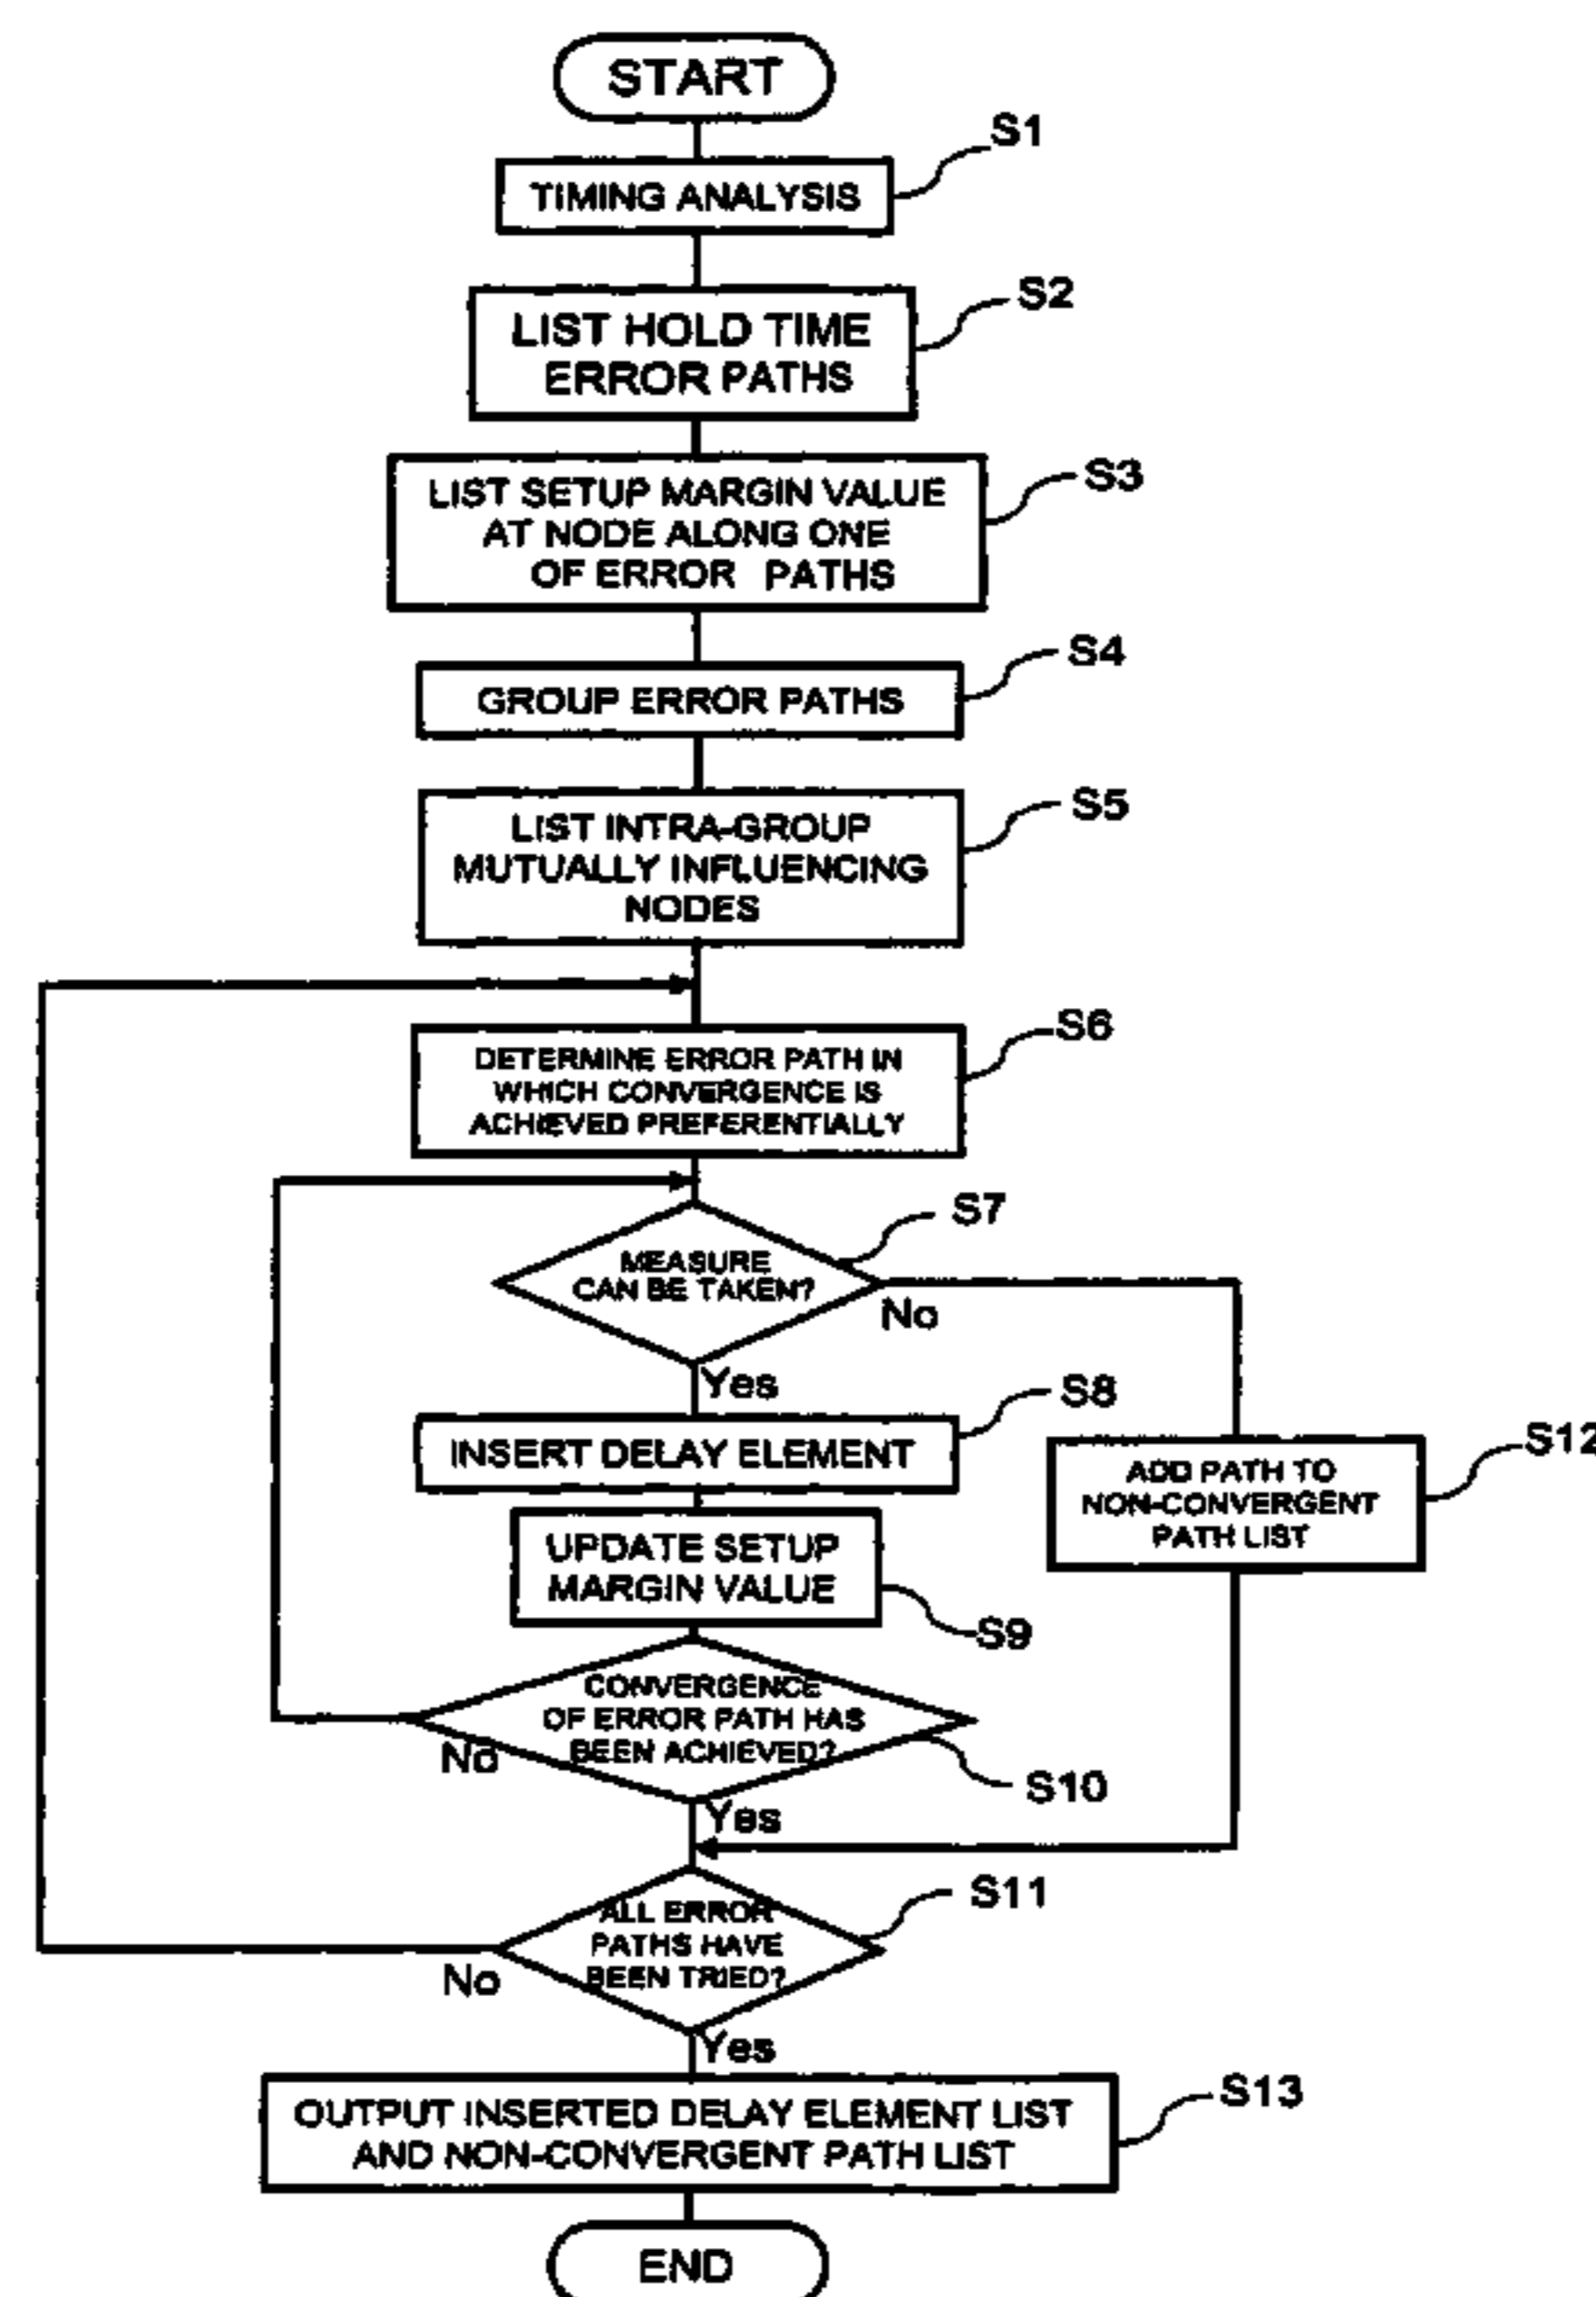 START
S1
TIMING ANALYSIS
S2
LIST HOLD TIME
ERROR PATHS
S3
LIST SETUP MARGIN VALUE
AT NODE ALONG ONE
OF ERROR PATHS
S4
GROUP ERROR PATHS
S5
LIST INTRA-GROUP
MUTUALLY INFLUENCING
NODES
S6
DETERMINE ERROR PATH IN
WHICH CONVERGENCE IS
ACHIEVED PREFERENTIALLY
S7
MEASURE
CAN BE TAKEN?
No
Yes
S8
INSERT DELAY ELEMENT
S12
ADD PATH TO
NON-CONVERGENT
PATH LIST
UPDATE SETUP
MARGIN VALUE
S9
CONVERGENCE
OF ERROR PATH HAS
BEEN ACHIEVED?
No
S10
Yes
S11
ALL ERROR
PATHS HAVE
BEEN TRIED?
No
Yes
S13
OUTPUT INSERTED DELAY ELEMENT LIST
AND NON-CONVERGENT PATH LIST
END